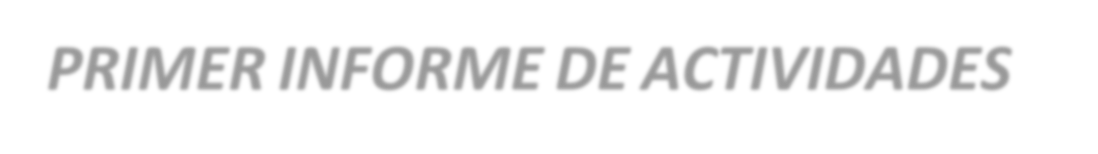 PRIMER INFORME DE ACTIVIDADES